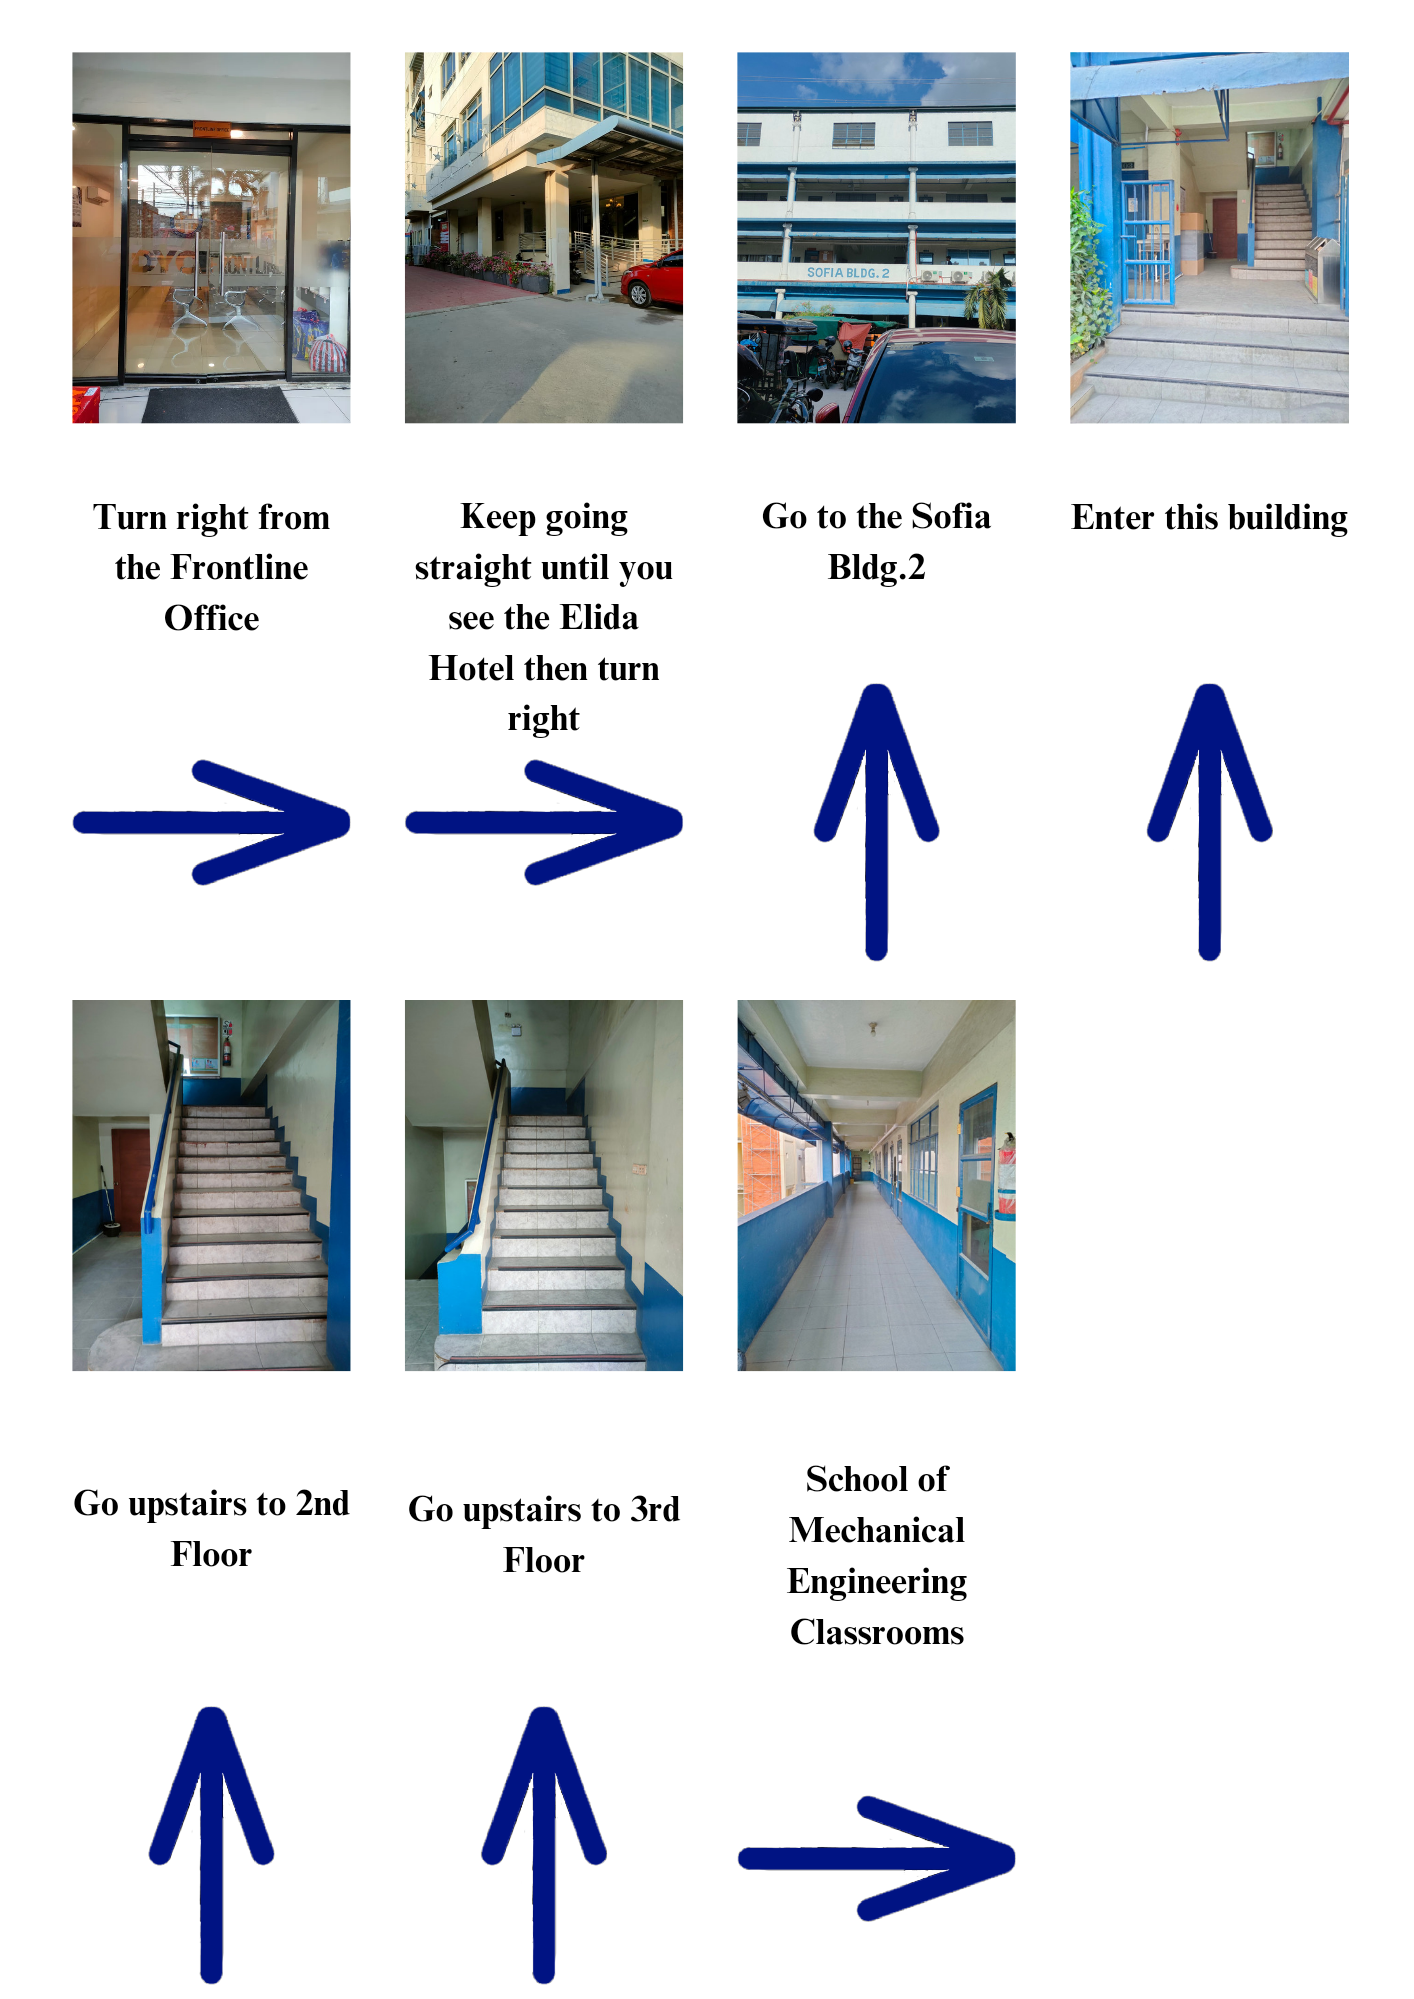 SOFIA BLDG. 2
Turn right from
the Frontline
Office
Keep going
straight until you
see the Elida
Hotel then turn
right
Go to the Sofia
Bldg.2
Enter this building
Go upstairs to 2nd
Floor
Go upstairs to 3rd
Floor
School of
Mechanical
Engineering
Classrooms